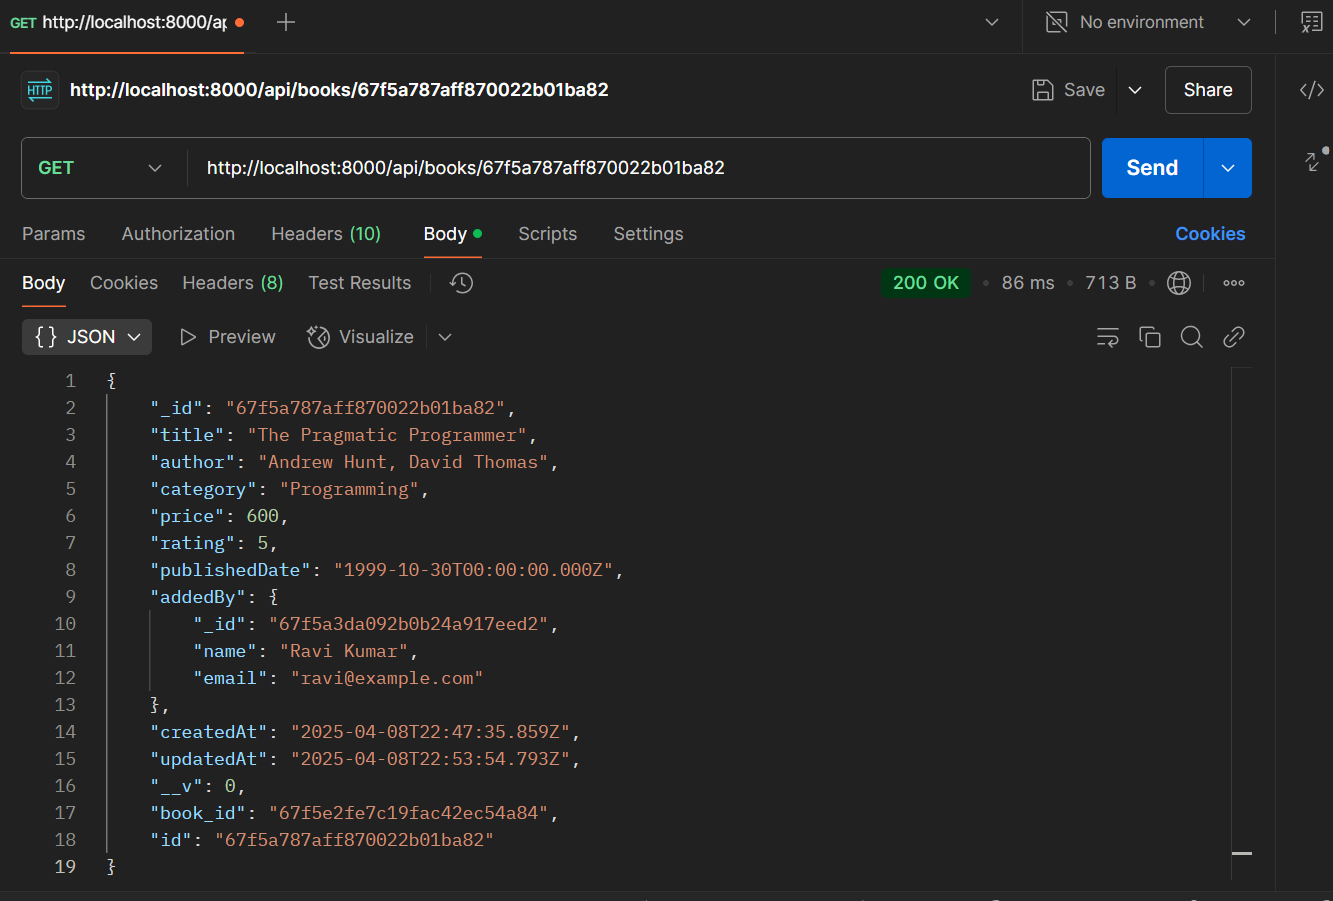 GET http://localhost:8000/ap
No environment
HTTP http://localhost:8000/api/books/67f5a787aff870022b01ba82
Save
Share
GET http://localhost:8000/api/books/67f5a787aff870022b01ba82
Send
Params Authorization Headers (10) Body Scripts Settings Cookies
Body Cookies Headers (8) Test Results 200 OK • 86 ms • 713 B
{} JSON Preview Visualize
1 {
2 "_id": "67f5a787aff870022b01ba82",
3 "title": "The Pragmatic Programmer",
4 "author": "Andrew Hunt, David Thomas",
5 "category": "Programming",
6 "price": 600,
7 "rating": 5,
8 "publishedDate": "1999-10-30T00:00:00.000Z",
9 "addedBy": {
10 "_id": "67f5a3da092b0b24a917eed2",
11 "name": "Ravi Kumar",
12 "email": "ravi@example.com"
13 },
14 "createdAt": "2025-04-08T22:47:35.859Z",
15 "updatedAt": "2025-04-08T22:53:54.793Z",
16 "__v": 0,
17 "book_id": "67f5e2fe7c19fac42ec54a84",
18 "id": "67f5a787aff870022b01ba82"
19 }